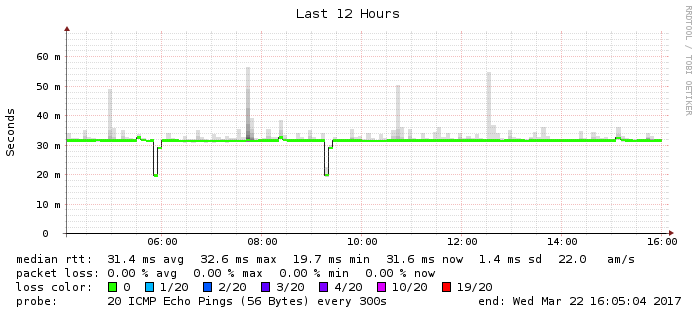 Last 12 Hours
RRDTOOL / TOBI OETIKER
Seconds
60 m
50 m
40 m
30 m
20 m
10 m
0
06:00 08:00 10:00 12:00 14:00 16:00
median rtt: 31.4 ms avg 32.6 ms max 19.7 ms min 31.6 ms now 1.4 ms sd 22.0 am/s
packet loss: 0.00 % avg 0.00 % max 0.00 % min 0.00 % now
loss color: 0 1/20 2/20 3/20 4/20 10/20 19/20
probe: 20 ICMP Echo Pings (56 Bytes) every 300s end: Wed Mar 22 16:05:04 2017